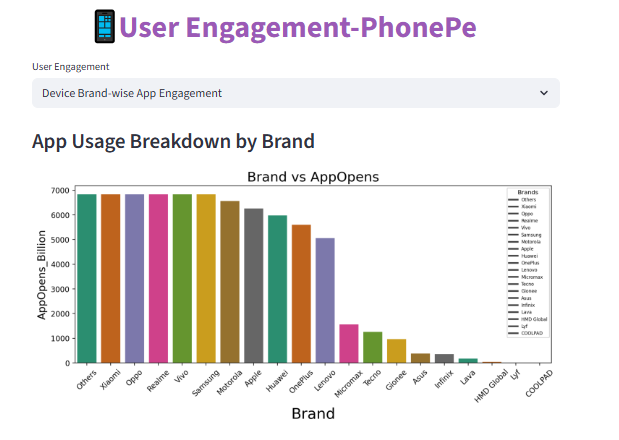 User Engagement-PhonePe
User Engagement
Device Brand-wise App Engagement
App Usage Breakdown by Brand
Brand vs AppOpens
AppOpens_Billion
7000
6000
5000
4000
3000
2000
1000
0
Brands
Others
Xiaomi
Oppo
Realme
Vivo
Samsung
Motorola
Apple
Huawei
OnePlus
Lenovo
Micromax
Tecno
Gionee
Asus
Infinix
Lava
HMD Global
Lyf
COOLPAD
Others
Xiaomi
Oppo
Realme
Vivo
Samsung
Motorola
Apple
Huawei
OnePlus
Lenovo
Micromax
Tecno
Gionee
Asus
Infinix
Lava
HMD Global
Lyf
COOLPAD
Brand